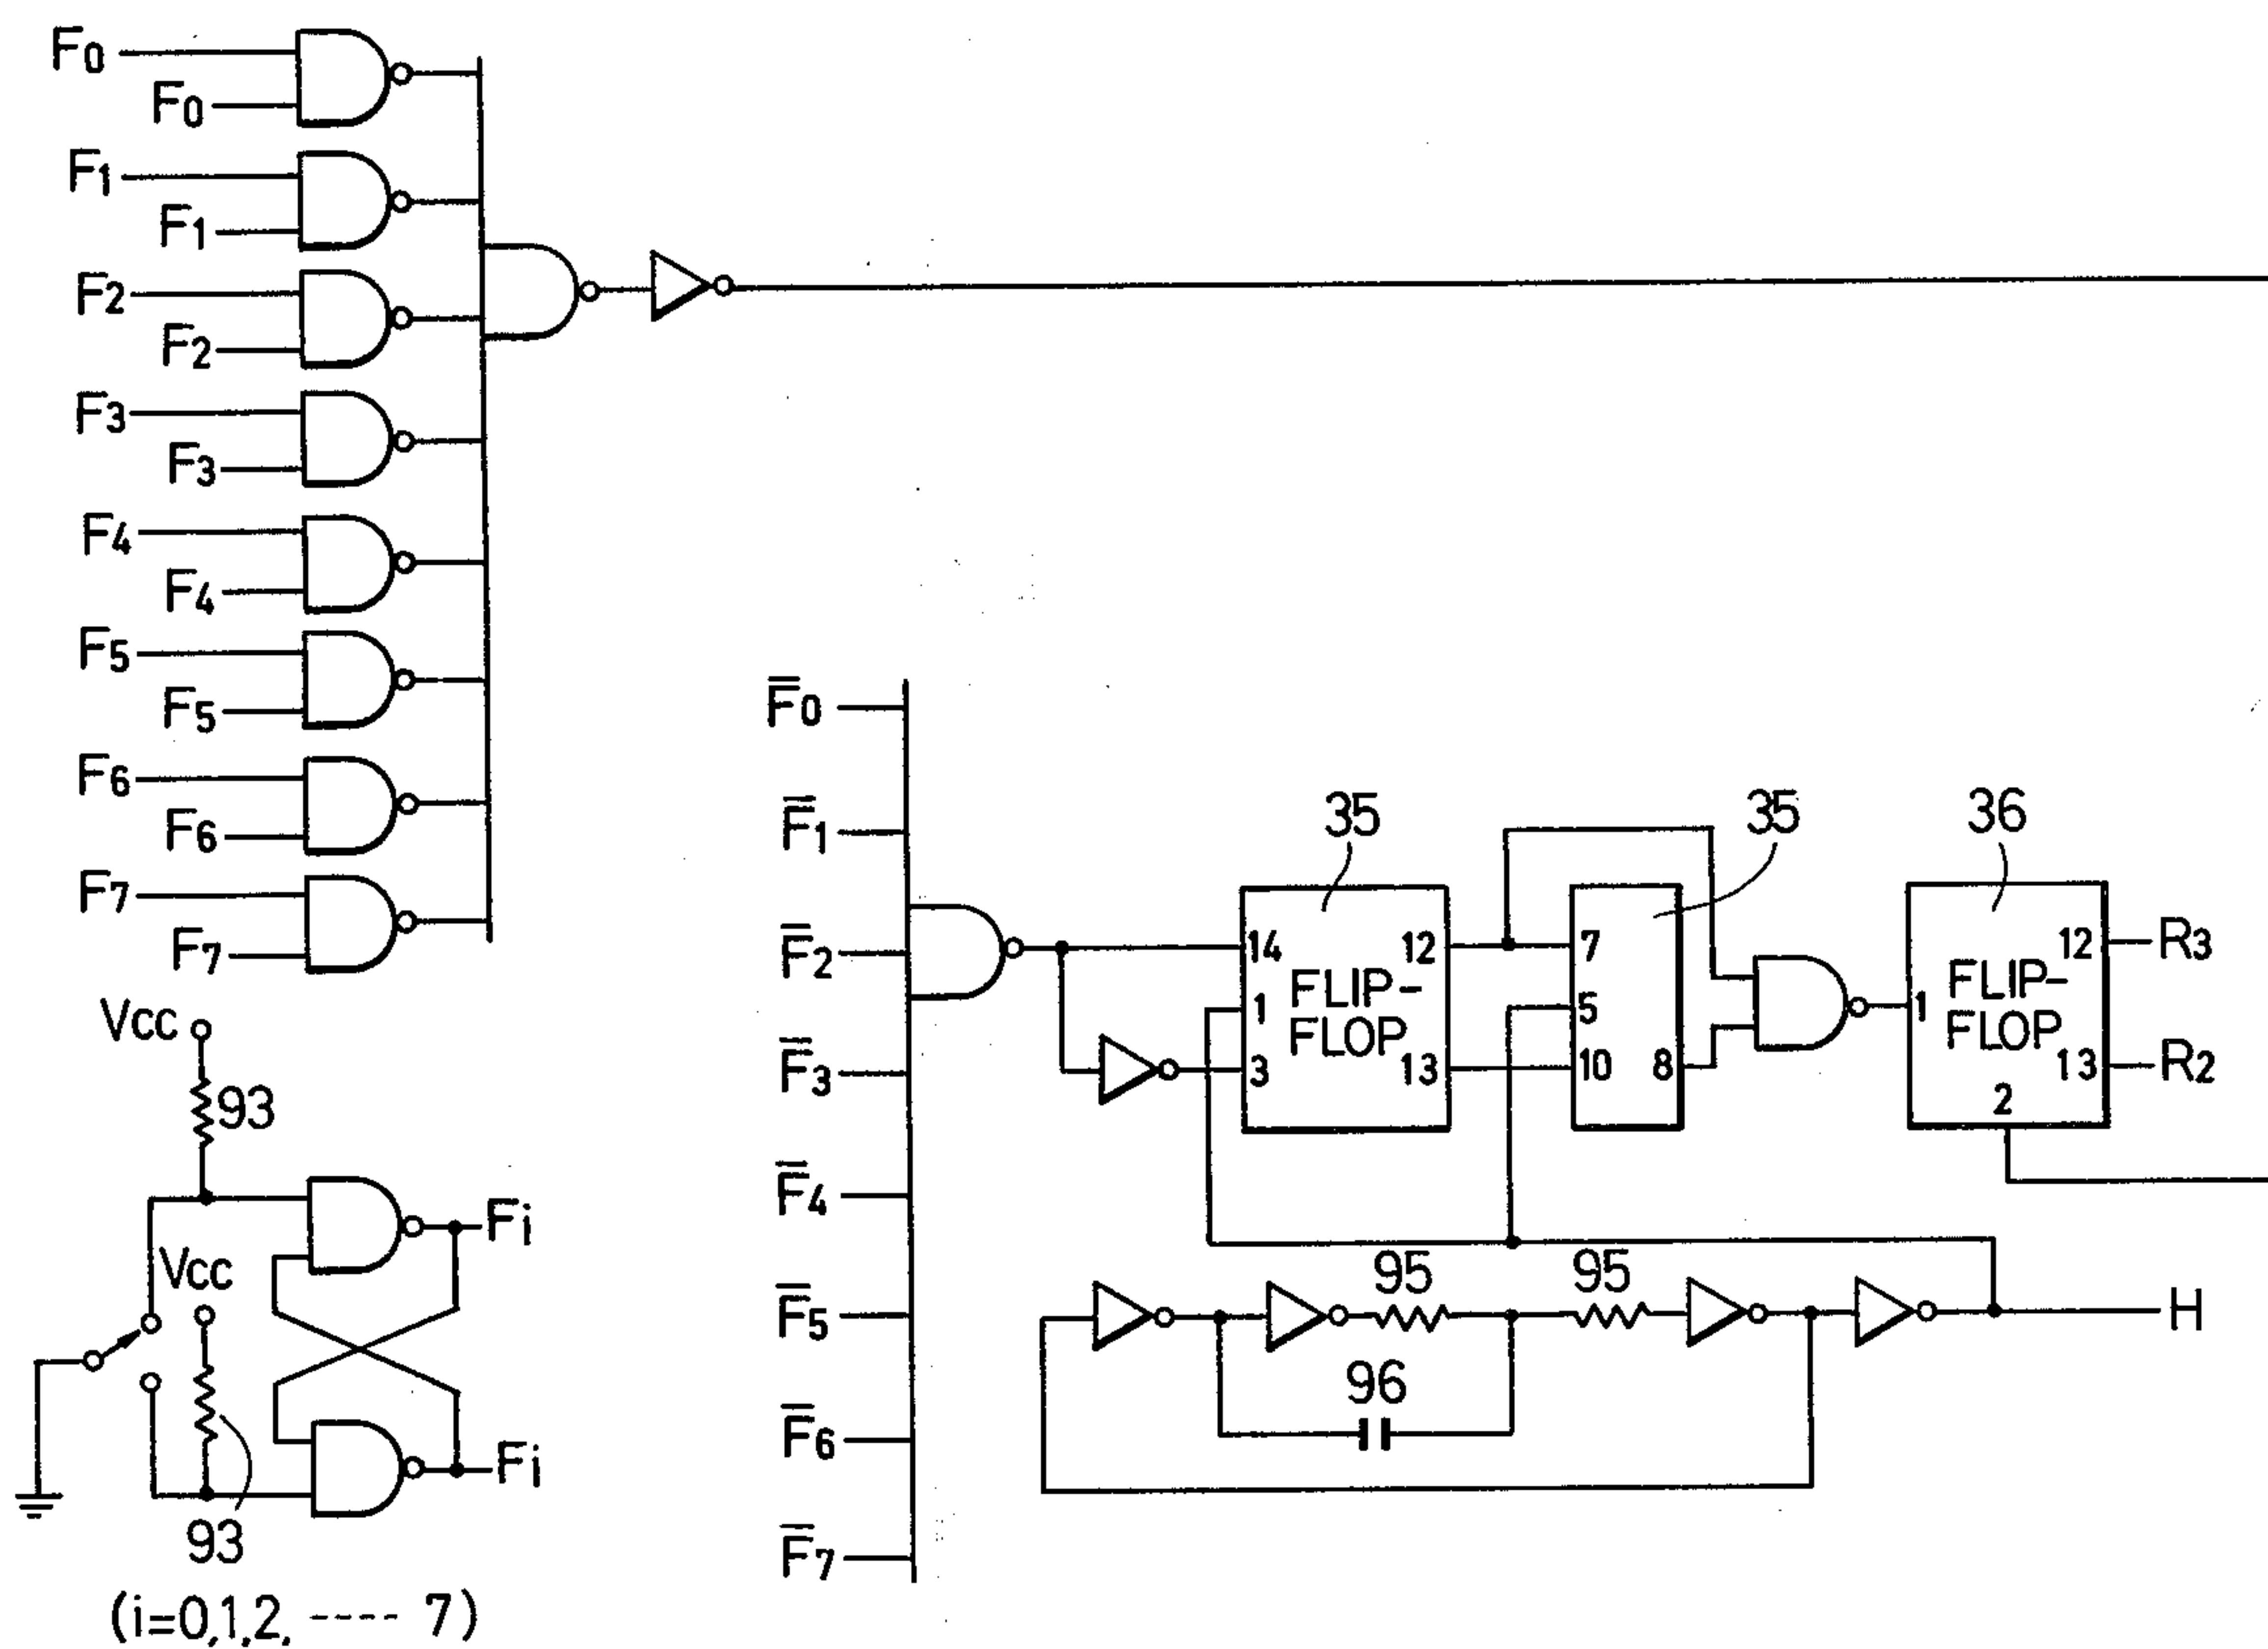 F0
F0
F1
F1
F2
F2
F3
F3
F4
F4
F5
F5
F6
F6
F7
F7
Vcc
93
Fi
Vcc
Fi
93
(i=0,1,2, ---- 7)
F̄0
F̄1
F̄2
F̄3
F̄4
F̄5
F̄6
F̄7
35
14 12
FLIP-
1
FLOP
3 13
35
7
5
10 8
36
12
FLIP-
1
FLOP
13
2
R3
R2
95
95
96
H